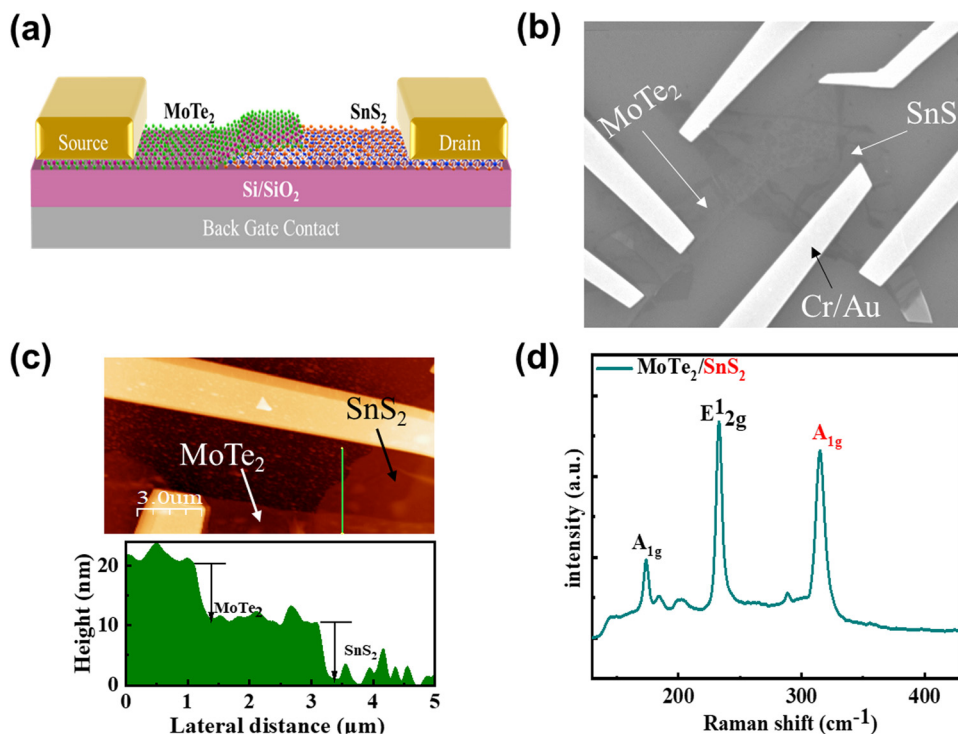 (a)
MoTe₂
SnS₂
Source
Drain
Si/SiO₂
Back Gate Contact
(b)
MoTe₂
SnS
Cr/Au
(c)
SnS₂
MoTe₂
3.0um
Height (nm)
20
10
0
MoTe₂
SnS₂
0 1 2 3 4 5
Lateral distance (µm)
(d)
MoTe₂/SnS₂
E¹₂g
A₁g
A₁g
intensity (a.u.)
200 300 400
Raman shift (cm⁻¹)